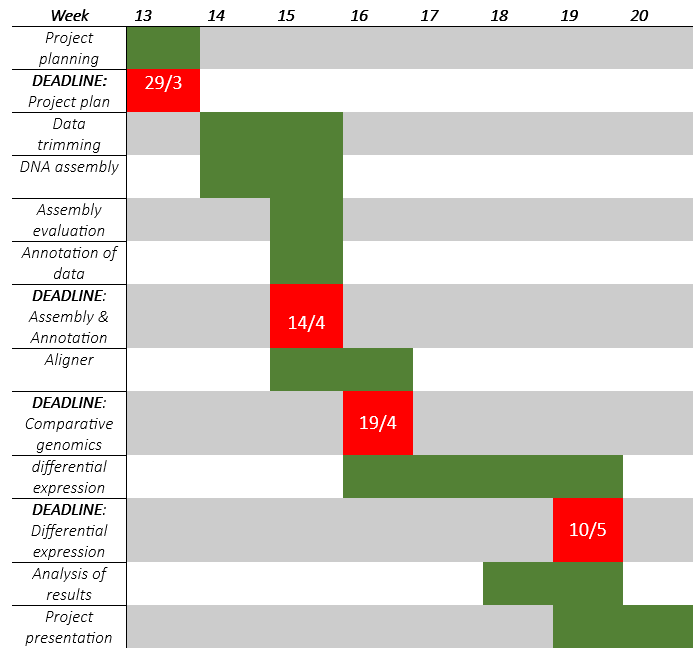 Week 13 14 15 16 17 18 19 20
Project
planning
DEADLINE:
Project plan
29/3
Data
trimming
DNA assembly
Assembly
evaluation
Annotation of
data
DEADLINE:
Assembly &
Annotation
14/4
Aligner
DEADLINE:
Comparative
genomics
19/4
differential
expression
DEADLINE:
Differential
expression
10/5
Analysis of
results
Project
presentation